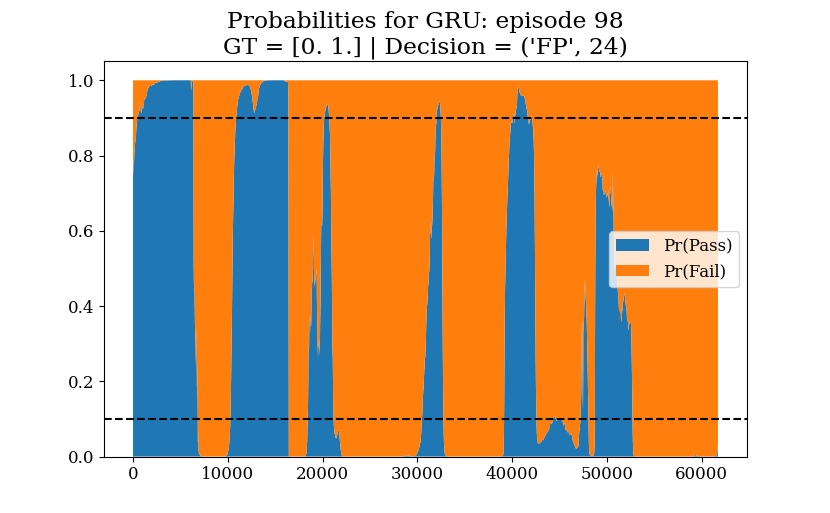 Probabilities for GRU: episode 98
GT = [0. 1.] | Decision = ('FP', 24)
1.0
0.8
0.6
0.4
0.2
0.0
Pr(Pass)
Pr(Fail)
0 10000 20000 30000 40000 50000 60000